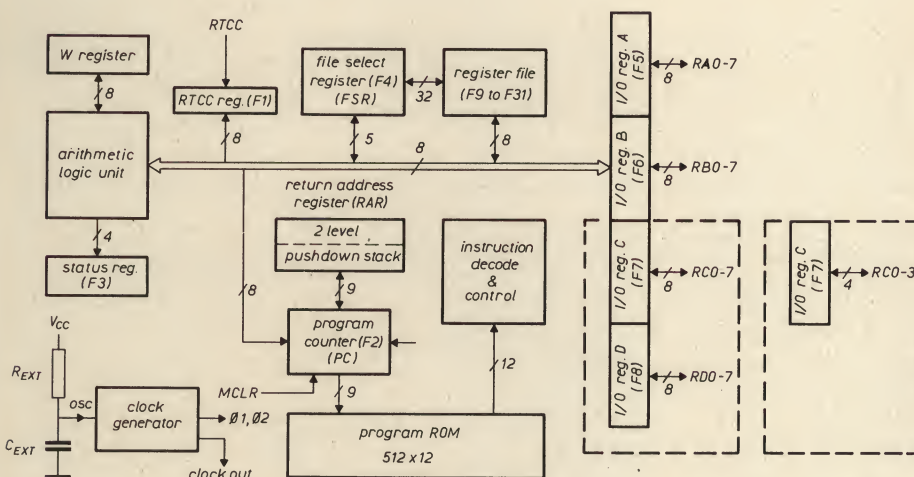 RTCC
W register
8
RTCC reg. (F1)
8
file select
register (F4)
(FSR)
32
register file
(F9 to F31)
5
8
8
arithmetic
logic unit
4
status reg.
(F3)
return address
register (RAR)
2 level
pushdown stack
9
8
program
counter (F2)
(PC)
MCLR
9
instruction
decode
&
control
12
program ROM
512 x 12
VCC
REXT
osc
CEXT
clock
generator
Ø1,Ø2
clock out
I/O reg. A
(F5)
8
RA0-7
I/O reg. B
(F6)
8
RB0-7
I/O reg. C
(F7)
8
RC0-7
I/O reg. D
(F8)
8
RD0-7
I/O reg. C
(F7)
4
RC0-3